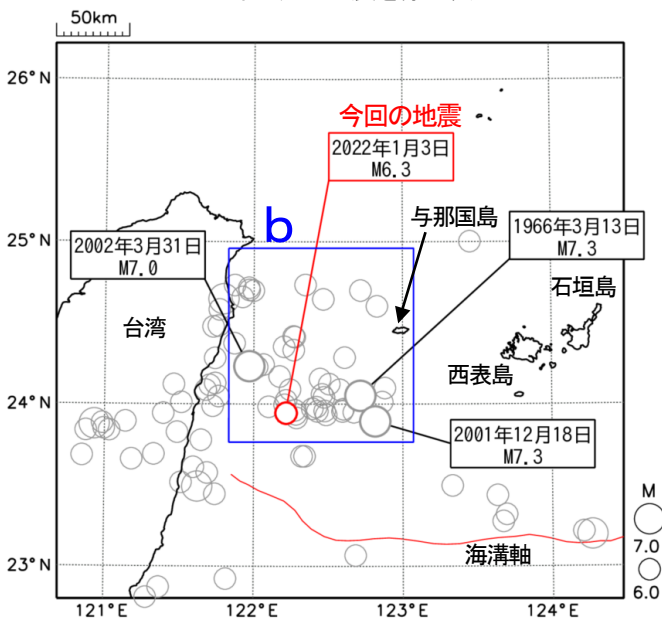 50km
26°N
今回の地震
2022年1月3日
M6.3
b
与那国島
1966年3月13日
M7.3
25°N
2002年3月31日
M7.0
石垣島
台湾
西表島
24°N
2001年12月18日
M7.3
M
7.0
6.0
海溝軸
23°N
121°E
122°E
123°E
124°E